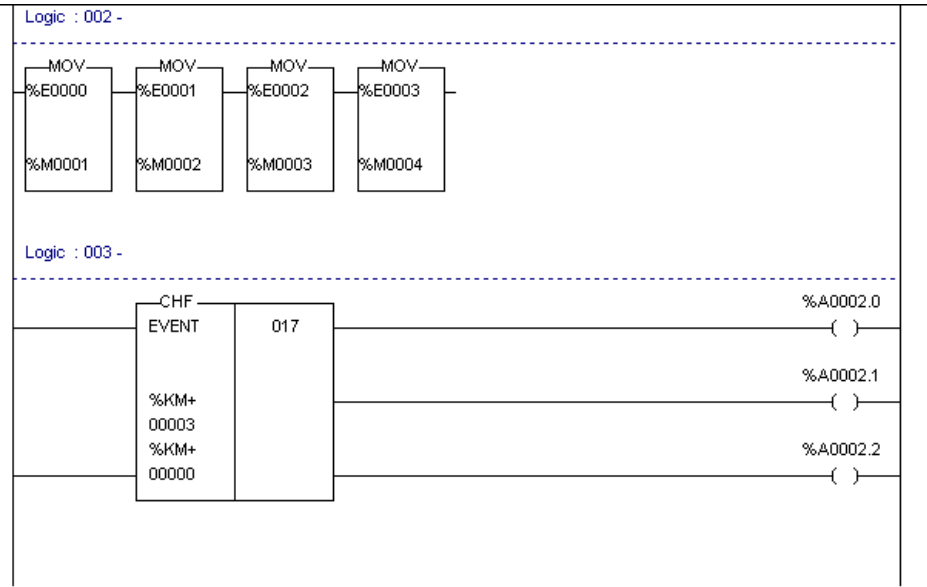 Logic : 002 -
MOV MOV MOV MOV
%E0000 %E0001 %E0002 %E0003
%M0001 %M0002 %M0003 %M0004
Logic : 003 -
CHF %A0002.0
EVENT 017
%A0002.1
%KM+
00003
%KM+ %A0002.2
00000